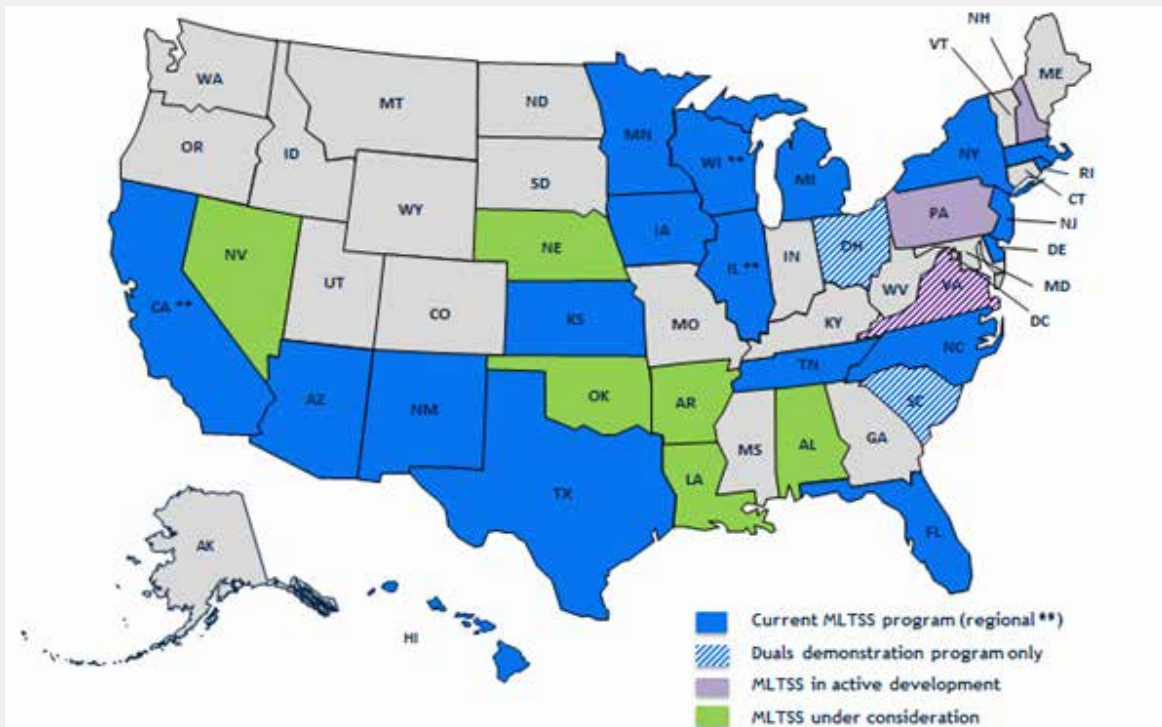 NH
VT
WA
ME
MT
ND
MN
OR
ID
WI **
NY
SD
MI
RI
WY
CT
PA
NJ
IA
NE
OH
DE
NV
IN
IL **
UT
MD
WV
VA
CA **
CO
DC
KS
MO
KY
NC
TN
AZ
OK
NM
AR
SC
MS
AL
GA
LA
TX
FL
AK
HI
Current MLTSS program (regional **)
Duals demonstration program only
MLTSS in active development
MLTSS under consideration